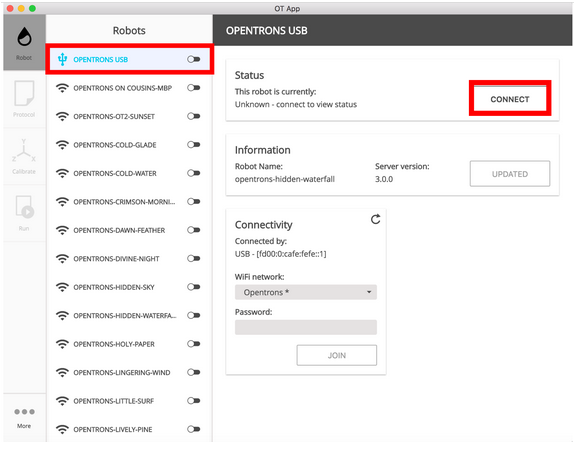 OT App
Robot
Protocol
Y
X
Z
Calibrate
Run
More
Robots
OPENTRONS USB
OPENTRONS ON COUSINS-MBP
OPENTRONS-OT2-SUNSET
OPENTRONS-COLD-GLADE
OPENTRONS-COLD-WATER
OPENTRONS-CRIMSON-MORNI...
OPENTRONS-DAWN-FEATHER
OPENTRONS-DIVINE-NIGHT
OPENTRONS-HIDDEN-SKY
OPENTRONS-HIDDEN-WATERFA...
OPENTRONS-HOLY-PAPER
OPENTRONS-LINGERING-WIND
OPENTRONS-LITTLE-SURF
OPENTRONS-LIVELY-PINE
OPENTRONS USB
Status
This robot is currently:
Unknown - connect to view status
CONNECT
Information
Robot Name:
opentrons-hidden-waterfall
Server version:
3.0.0
UPDATED
Connectivity
Connected by:
USB - [fd00:0:cafe:fefe::1]
WiFi network:
Opentrons *
Password:
JOIN